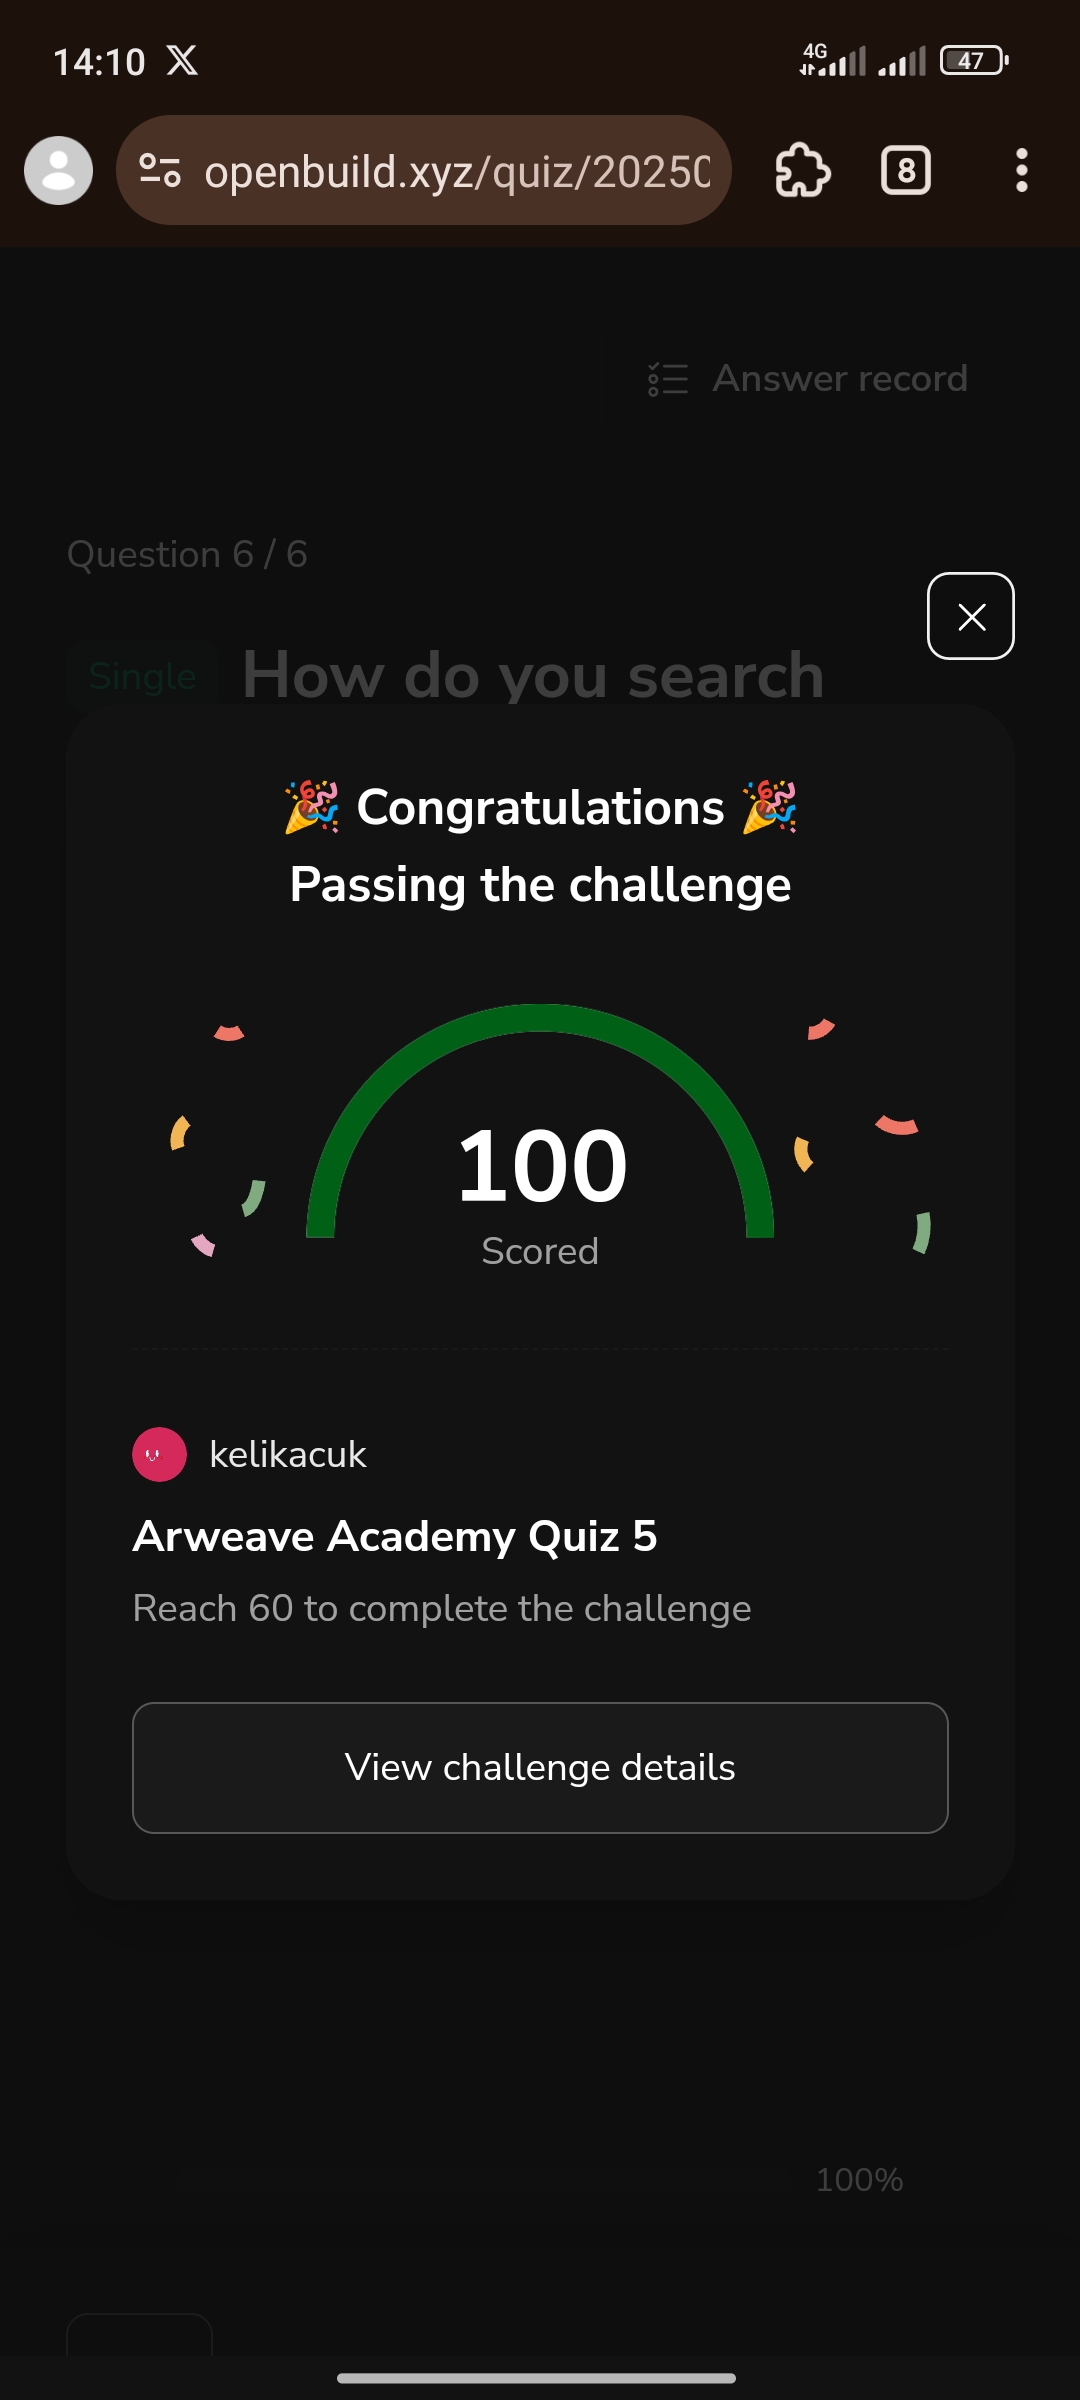 14:10
4G
47
openbuild.xyz/quiz/20250
8
Answer record
Question 6 / 6
Single How do you search
🎉 Congratulations 🎉
Passing the challenge
100
Scored
kelikacuk
Arweave Academy Quiz 5
Reach 60 to complete the challenge
View challenge details
100%